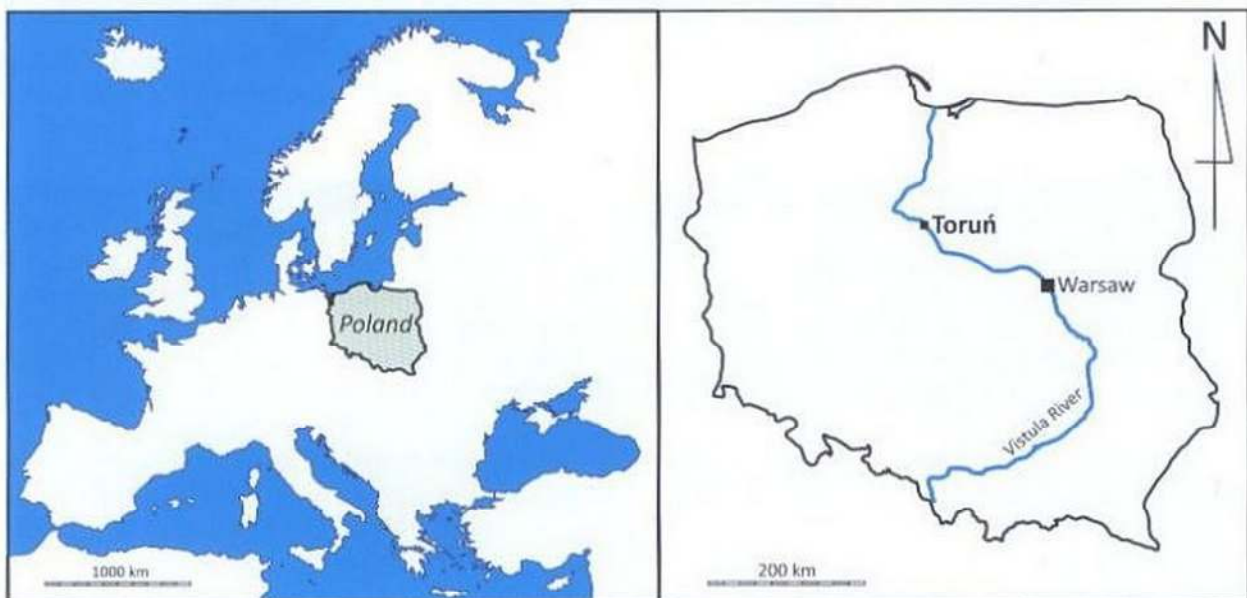 Poland
1000 km
N
Toruń
Warsaw
Vistula River
200 km